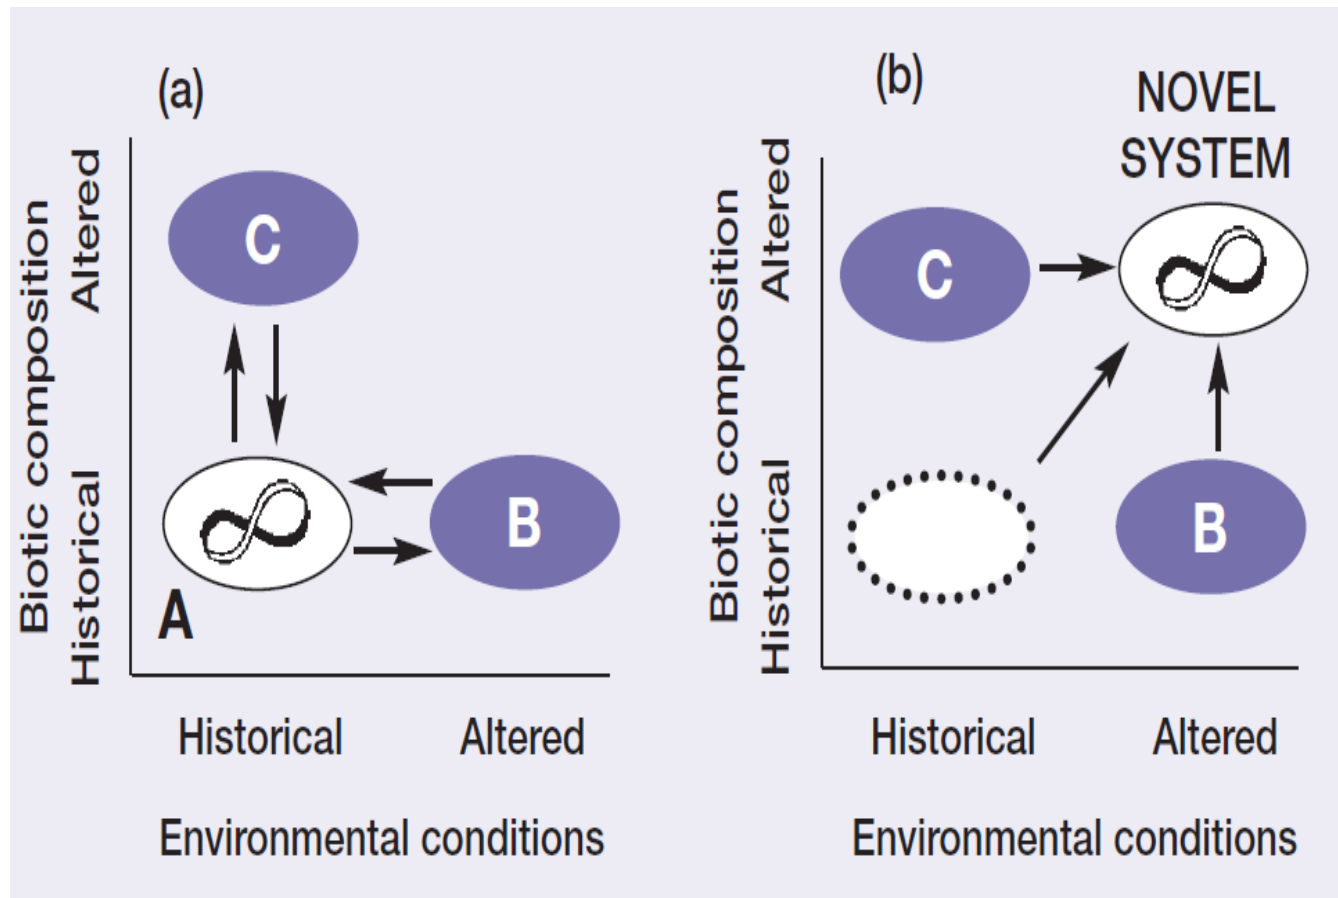 (a)
Biotic composition
Altered
Historical
C
B
A
Historical
Altered
Environmental conditions
(b)
NOVEL
SYSTEM
Biotic composition
Altered
Historical
C
B
Historical
Altered
Environmental conditions